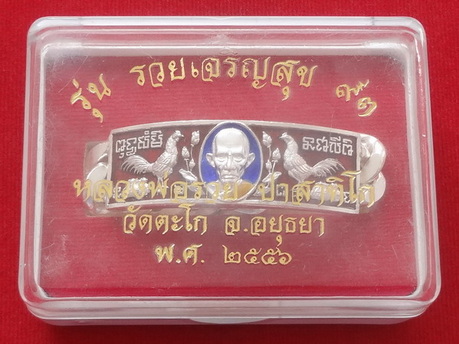 รุ่น รวยเจริญสุข ๙๓
หลวงพ่อรวย ปาสาทิโก
วัดตะโก จ.อยุธยา
พ.ศ. ๒๕๕๖